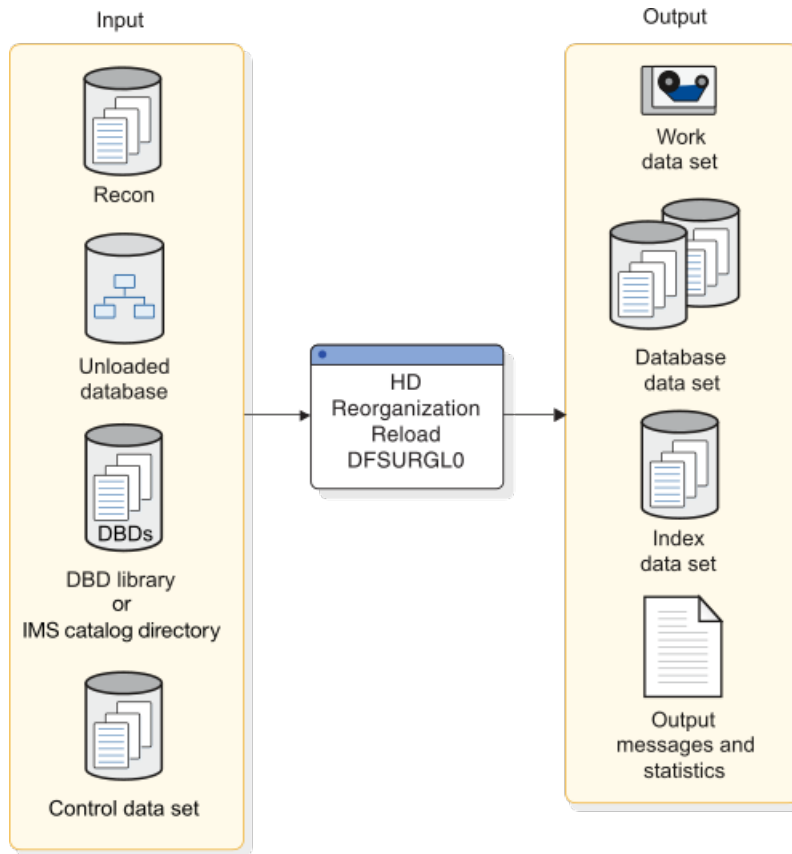 Input
Recon
Unloaded
database
DBDs
DBD library
or
IMS catalog directory
Control data set
HD
Reorganization
Reload
DFSURGL0
Output
Work
data set
Database
data set
Index
data set
Output
messages and
statistics